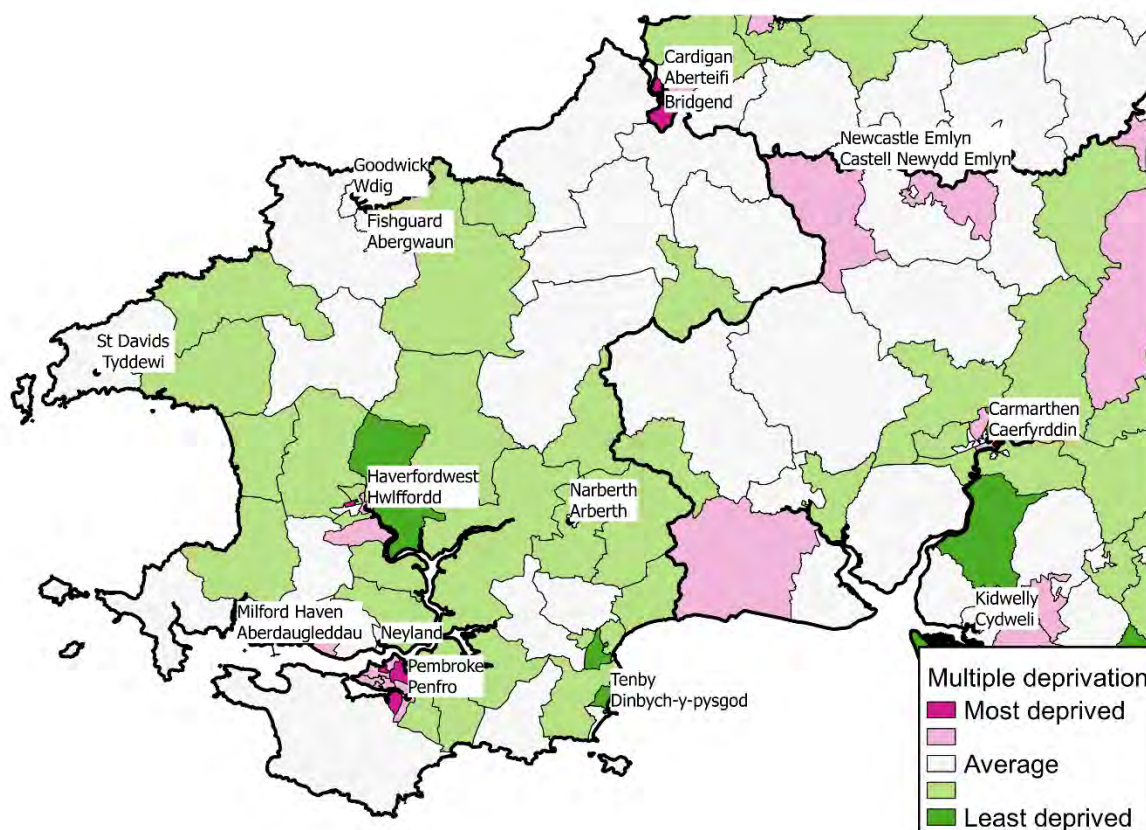 Cardigan
Aberteifi
Bridgend
Newcastle Emlyn
Castell Newydd Emlyn
Goodwick
Wdig
Fishguard
Abergwaun
St Davids
Tyddewi
Carmarthen
Caerfyrddin
Haverfordwest
Hwlffordd
Narberth
Arberth
Milford Haven
Aberdaugleddau
Neyland
Kidwelly
Cydweli
Pembroke
Penfro
Tenby
Dinbych-y-pysgod
Multiple deprivation
Most deprived
Average
Least deprived